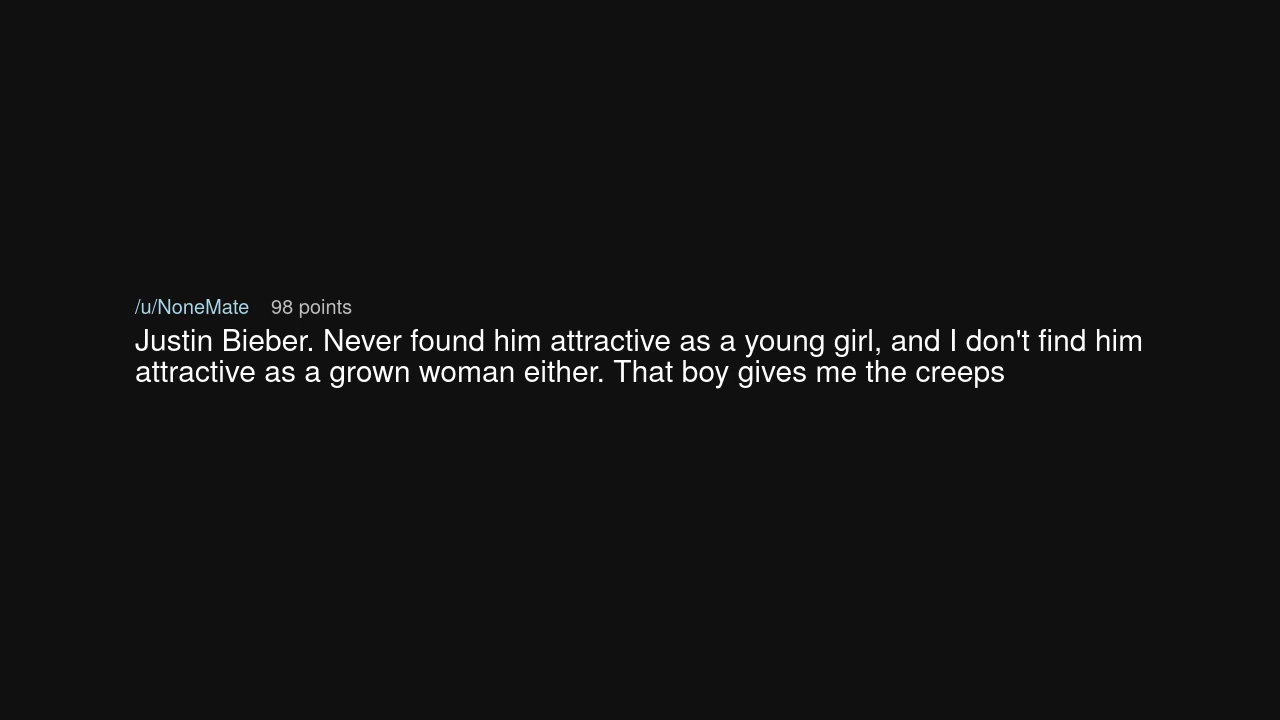 /u/NoneMate 98 points
Justin Bieber. Never found him attractive as a young girl, and I don't find him
attractive as a grown woman either. That boy gives me the creeps